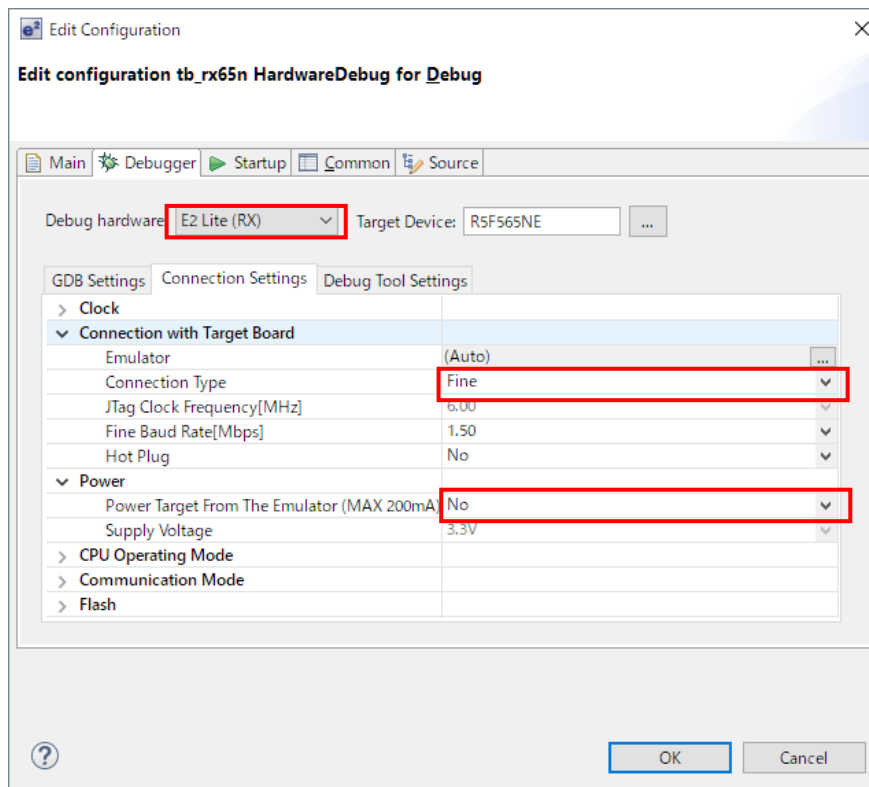 e² Edit Configuration
Edit configuration tb_rx65n HardwareDebug for Debug
Main Debugger Startup Common Source
Debug hardware E2 Lite (RX) Target Device: R5F565NE ...
GDB Settings Connection Settings Debug Tool Settings
Clock
Connection with Target Board
Emulator (Auto) ...
Connection Type Fine
JTag Clock Frequency[MHz] 6.00
Fine Baud Rate[Mbps] 1.50
Hot Plug No
Power
Power Target From The Emulator (MAX 200mA) No
Supply Voltage 3.3V
CPU Operating Mode
Communication Mode
Flash
? OK Cancel